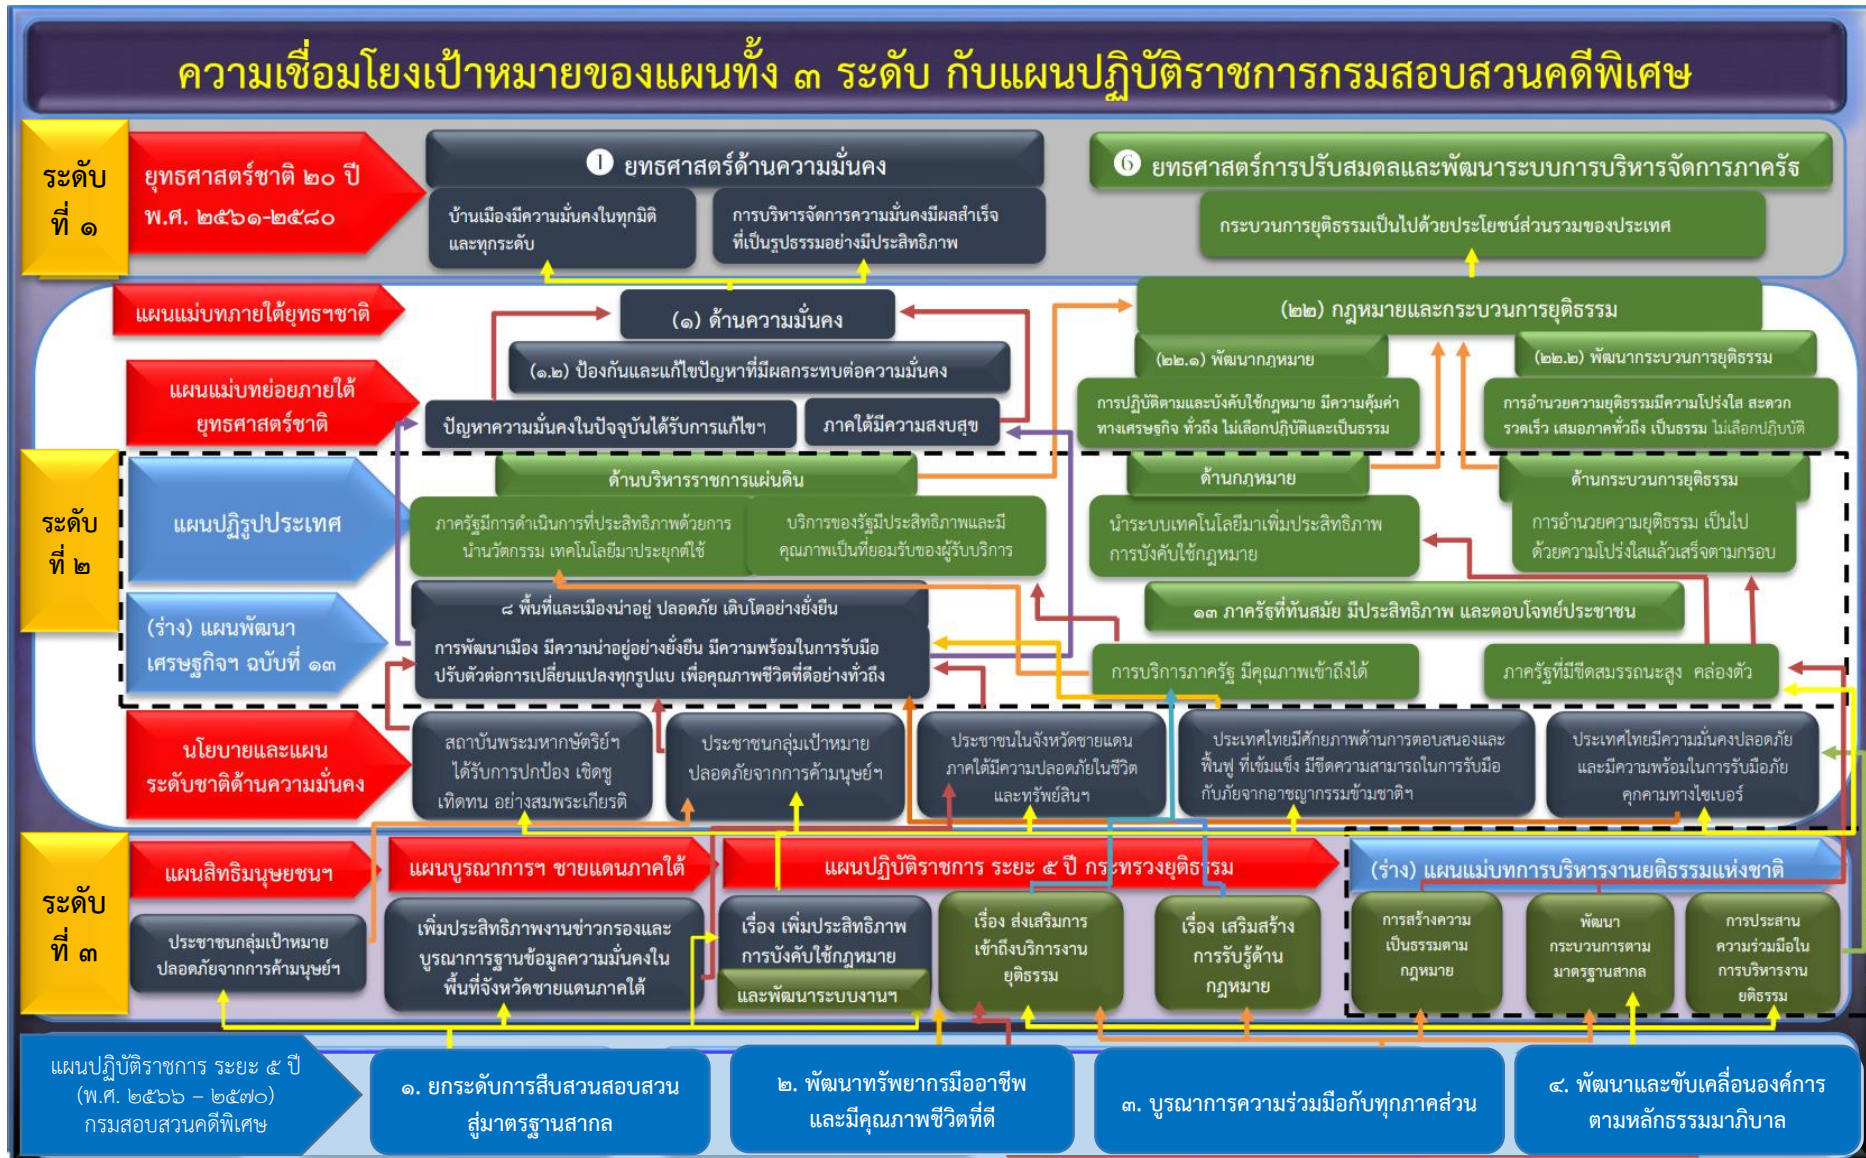 ความเชื่อมโยงเป้าหมายของแผนทั้ง ๓ ระดับ กับแผนปฏิบัติราชการกรมสอบสวนคดีพิเศษ
ระดับ
ที่ ๑
ยุทธศาสตร์ชาติ ๒๐ ปี
พ.ศ. ๒๕๖๑-๒๕๘๐
1 ยทธศาสตร์ด้านความมั่นคง
บ้านเมืองมีความมั่นคงในทุกมิติ
และทุกระดับ
การบริหารจัดการความมั่นคงมีผลสำเร็จ
ที่เป็นรูปธรรมอย่างมีประสิทธิภาพ
6 ยทธศาสตร์การปรับสมดลและพัฒนาระบบการบริหารจัดการภาครัฐ
กระบวนการยุติธรรมเป็นไปด้วยประโยชน์ส่วนรวมของประเทศ
ระดับ
ที่ ๒
แผนแม่บทภายใต้ยุทธฯชาติ
(๑) ด้านความมั่นคง
(๒๒) กฎหมายและกระบวนการยุติธรรม
แผนแม่บทย่อยภายใต้
ยุทธศาสตร์ชาติ
(๑.๒) ป้องกันและแก้ไขปัญหาที่มีผลกระทบต่อความมั่นคง
ปัญหาความมั่นคงในปัจจุบันได้รับการแก้ไขฯ
ภาคใต้มีความสงบสุข
(๒๒.๑) พัฒนากฎหมาย
การปฏิบัติตามและบังคับใช้กฎหมาย มีความคุ้มค่า
ทางเศรษฐกิจ ทั่วถึง ไม่เลือกปฏิบัติและเป็นธรรม
(๒๒.๒) พัฒนากระบวนการยุติธรรม
การอำนวยความยุติธรรมมีความโปร่งใส สะดวก
รวดเร็ว เสมอภาคทั่วถึง เป็นธรรม ไม่เลือกปฏิบบัติ
แผนปฏิรูปประเทศ
ด้านบริหารราชการแผ่นดิน
ภาครัฐมีการดำเนินการที่ประสิทธิภาพด้วยการ
นำนวัตกรรม เทคโนโลยีมาประยุกต์ใช้
บริการของรัฐมีประสิทธิภาพและมี
คุณภาพเป็นที่ยอมรับของผู้รับบริการ
ด้านกฎหมาย
นำระบบเทคโนโลยีมาเพิ่มประสิทธิภาพ
การบังคับใช้กฎหมาย
ด้านกระบวนการยุติธรรม
การอำนวยความยุติธรรม เป็นไป
ด้วยความโปร่งใสแล้วเสร็จตามกรอบ
(ร่าง) แผนพัฒนา
เศรษฐกิจฯ ฉบับที่ ๑๓
๘ พื้นที่และเมืองน่าอยู่ ปลอดภัย เติบโตอย่างยั่งยืน
การพัฒนาเมือง มีความน่าอยู่อย่างยั่งยืน มีความพร้อมในการรับมือ
ปรับตัวต่อการเปลี่ยนแปลงทุกรูปแบบ เพื่อคุณภาพชีวิตที่ดีอย่างทั่วถึง
๑๓ ภาครัฐที่ทันสมัย มีประสิทธิภาพ และตอบโจทย์ประชาชน
การบริการภาครัฐ มีคุณภาพเข้าถึงได้
ภาครัฐที่มีขีดสมรรถนะสูง คล่องตัว
นโยบายและแผน
ระดับชาติด้านความมั่นคง
สถาบันพระมหากษัตริย์ฯ
ได้รับการปกป้อง เชิดชู
เทิดทน อย่างสมพระเกียรติ
ประชาชนกลุ่มเป้าหมาย
ปลอดภัยจากการค้ามนุษย์ฯ
ประชาชนในจังหวัดชายแดน
ภาคใต้มีความปลอดภัยในชีวิต
และทรัพย์สินฯ
ประเทศไทยมีศักยภาพด้านการตอบสนองและ
ฟื้นฟู ที่เข้มแข็ง มีขีดความสามารถในการรับมือ
กับภัยจากอาชญากรรมข้ามชาติฯ
ประเทศไทยมีความมั่นคงปลอดภัย
และมีความพร้อมในการรับมือภัย
คุกคามทางไซเบอร์
ระดับ
ที่ ๓
แผนสิทธิมนุษยชนฯ
แผนบูรณาการฯ ชายแดนภาคใต้
แผนปฏิบัติราชการ ระยะ ๕ ปี กระทรวงยุติธรรม
(ร่าง) แผนแม่บทการบริหารงานยติธรรมแห่งชาติ
ประชาชนกลุ่มเป้าหมาย
ปลอดภัยจากการค้ามนุษย์ฯ
เพิ่มประสิทธิภาพงานข่าวกรองและ
บูรณาการฐานข้อมูลความมั่นคงใน
พื้นที่จังหวัดชายแดนภาคใต้
เรื่อง เพิ่มประสิทธิภาพ
การบังคับใช้กฎหมาย
และพัฒนาระบบงานฯ
เรื่อง ส่งเสริมการ
เข้าถึงบริการงาน
ยุติธรรม
เรื่อง เสริมสร้าง
การรับรู้ด้าน
กฎหมาย
การสร้างความ
เป็นธรรมตาม
กฎหมาย
พัฒนา
กระบวนการตาม
มาตรฐานสากล
การประสาน
ความร่วมมือใน
การบริหารงาน
ยติธรรม
แผนปฏิบัติราชการ ระยะ ๕ ปี
(พ.ศ. ๒๕๖๖ – ๒๕๗๐)
กรมสอบสวนคดีพิเศษ
๑. ยกระดับการสืบสวนสอบสวน
สู่มาตรฐานสากล
๒. พัฒนาทรัพยากรมืออาชีพ
และมีคุณภาพชีวิตที่ดี
๓. บูรณาการความร่วมมือกับทุกภาคส่วน
๔. พัฒนาและขับเคลื่อนองค์การ
ตามหลักธรรมมาภิบาล